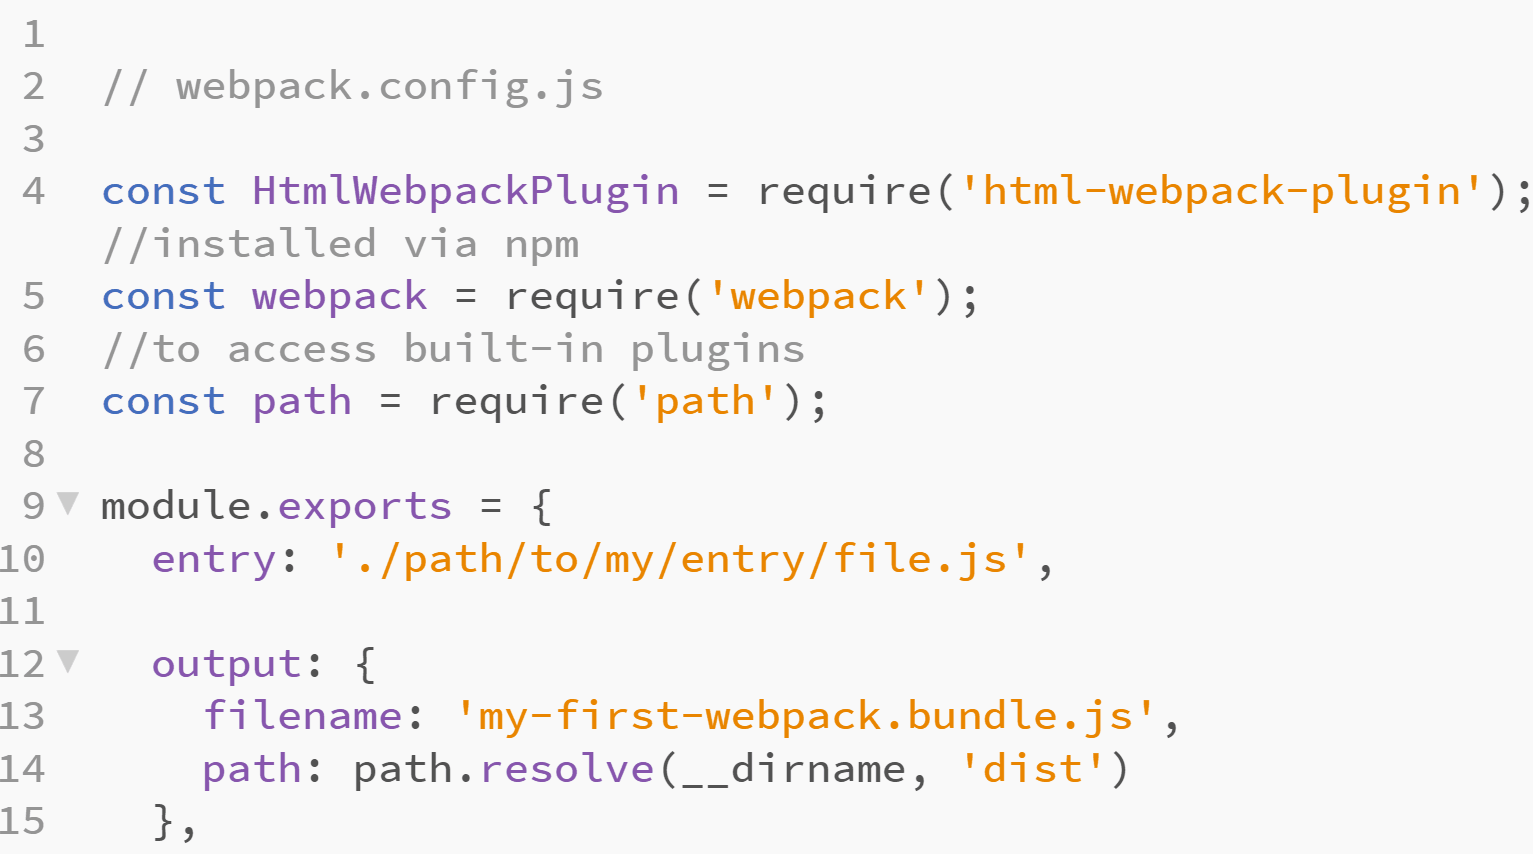 1
2 // webpack.config.js
3
4 const HtmlWebpackPlugin = require('html-webpack-plugin');
//installed via npm
5 const webpack = require('webpack');
6 //to access built-in plugins
7 const path = require('path');
8
9 module.exports = {
10   entry: './path/to/my/entry/file.js',
11
12   output: {
13     filename: 'my-first-webpack.bundle.js',
14     path: path.resolve(__dirname, 'dist')
15   },